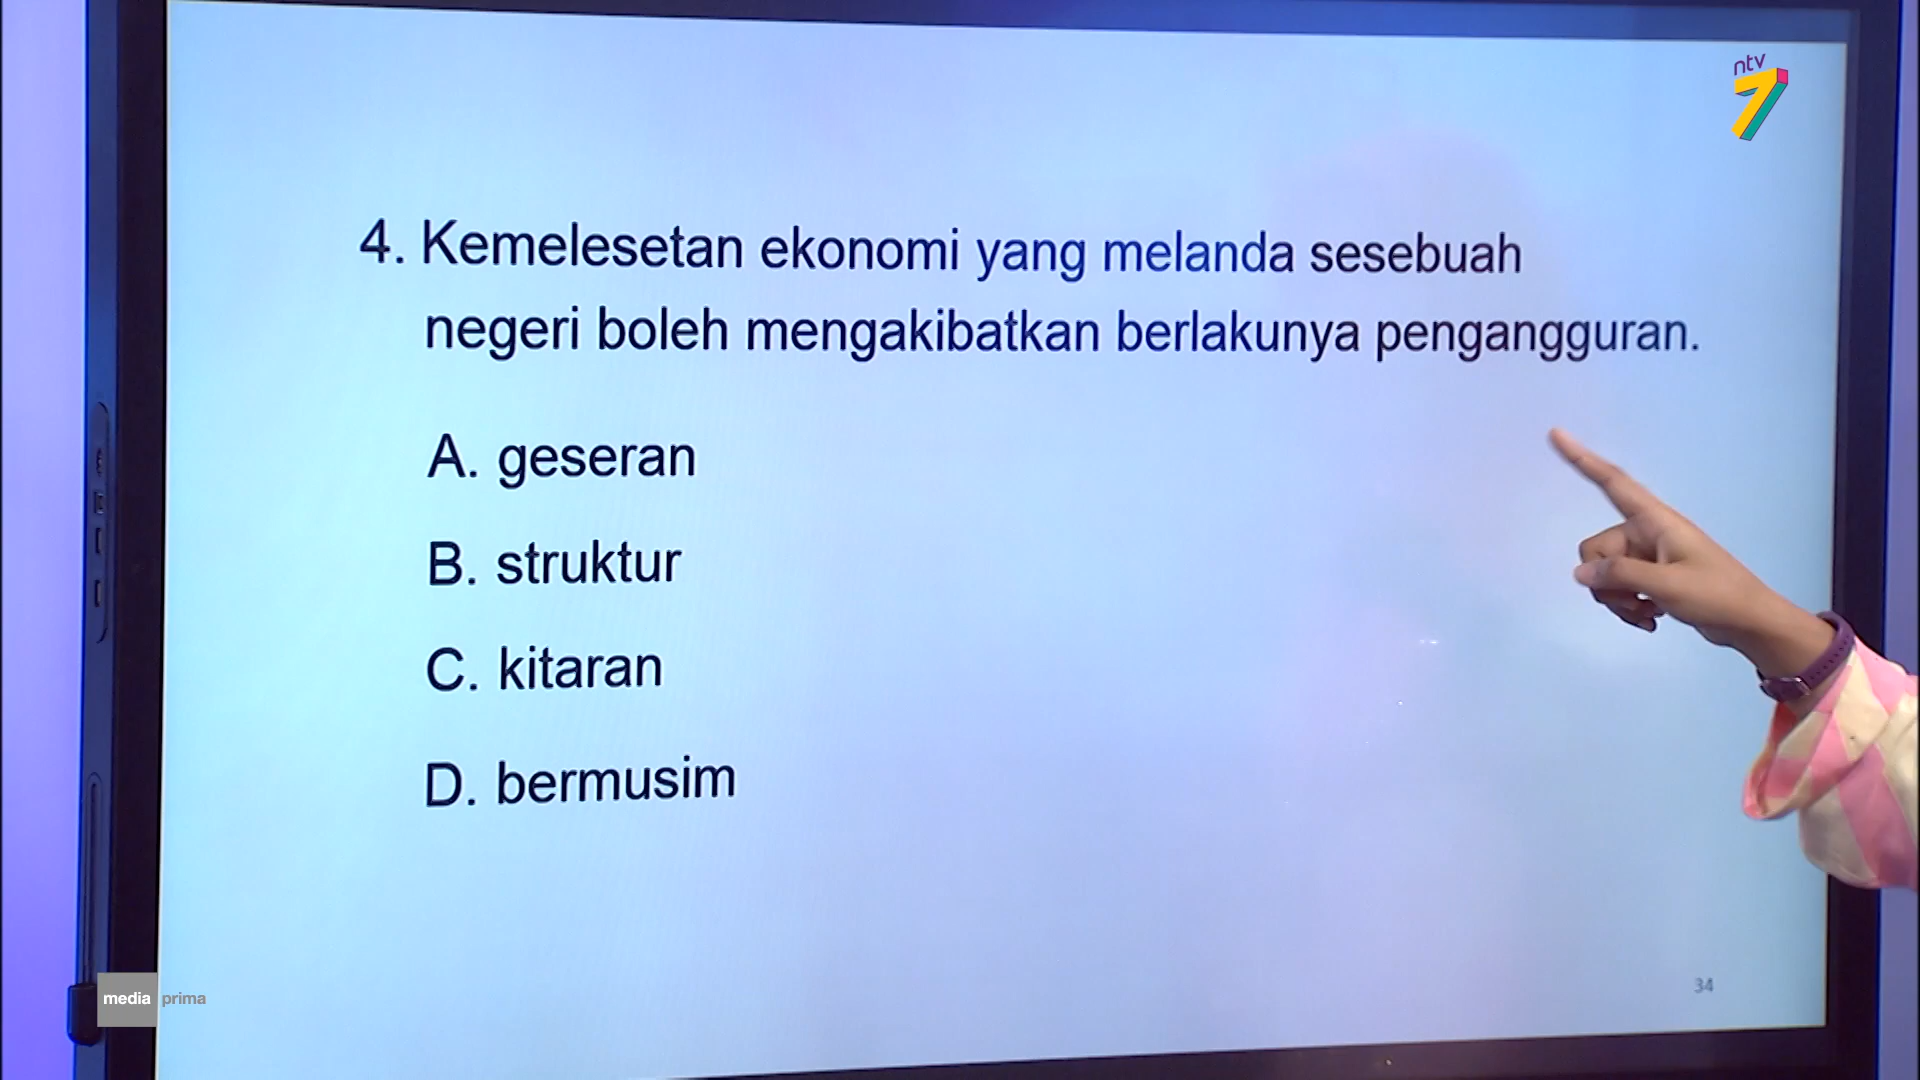 ntv
7
4. Kemelesetan ekonomi yang melanda sesebuah
negeri boleh mengakibatkan berlakunya pengangguran.
A. geseran
B. struktur
C. kitaran
D. bermusim
34
media prima